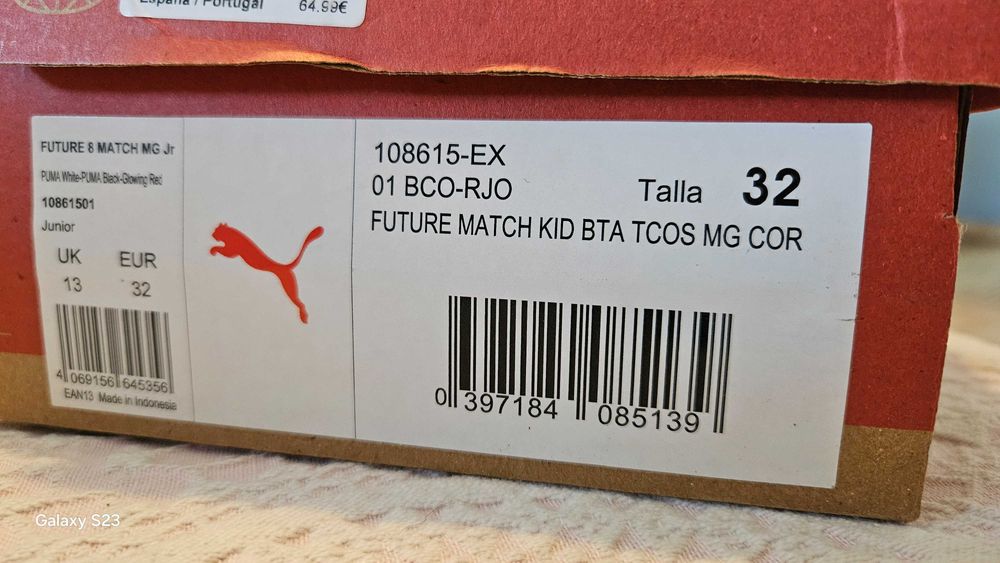 España / Portugal 64.99€
FUTURE 8 MATCH MG Jr
PUMA White-PUMA Black-Glowing Red
10861501
Junior
UK EUR
13 32
4 069156 645356
EAN13 Made in Indonesia
108615-EX
01 BCO-RJO Talla 32
FUTURE MATCH KID BTA TCOS MG COR
0 397184 085139
Galaxy S23